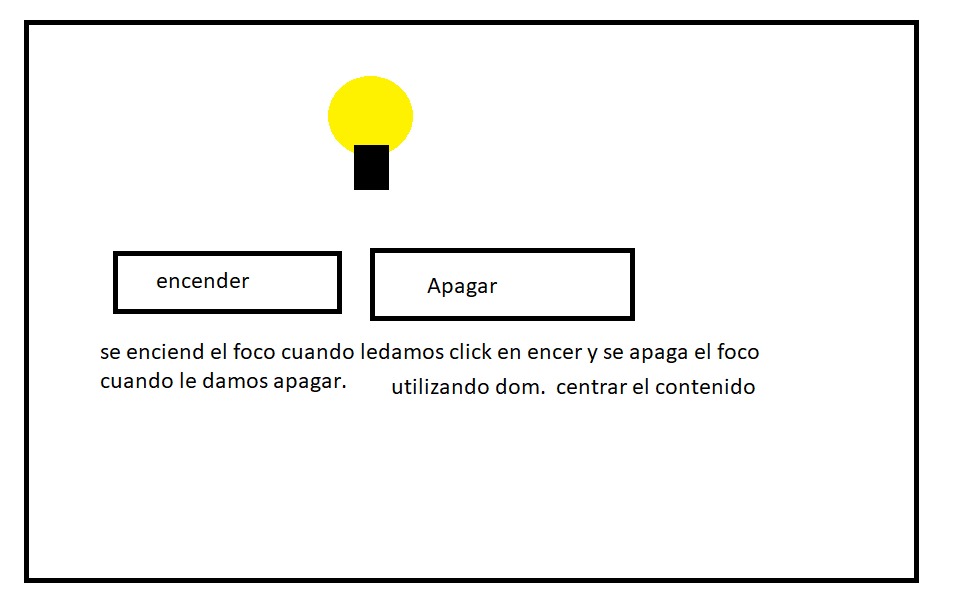 encender
Apagar
se enciend el foco cuando ledamos click en encer y se apaga el foco
cuando le damos apagar.
utilizando dom. centrar el contenido